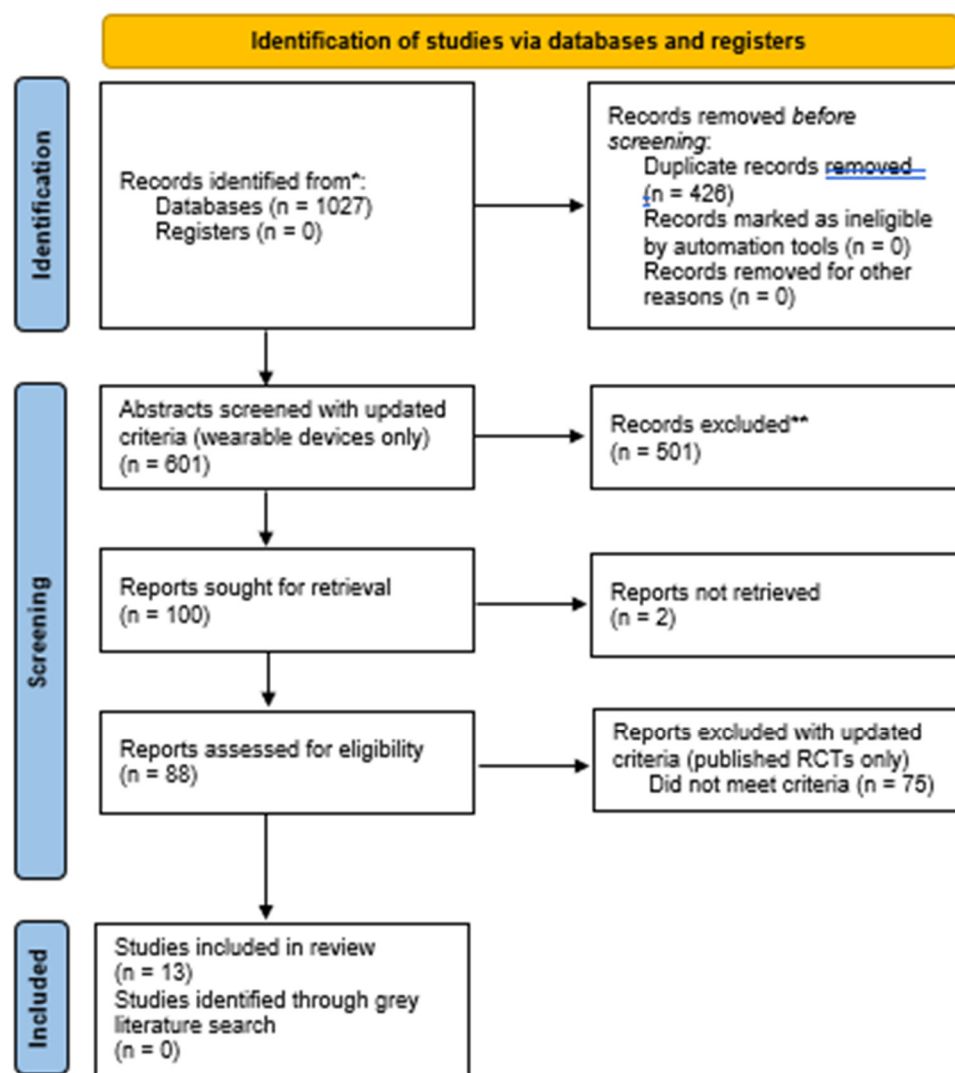 Identification of studies via databases and registers
Identification
Records identified from*:
Databases (n = 1027)
Registers (n = 0)
Records removed before
screening:
Duplicate records removed
(n = 426)
Records marked as ineligible
by automation tools (n = 0)
Records removed for other
reasons (n = 0)
Screening
Abstracts screened with updated
criteria (wearable devices only)
(n = 601)
Records excluded**
(n = 501)
Reports sought for retrieval
(n = 100)
Reports not retrieved
(n = 2)
Reports assessed for eligibility
(n = 88)
Reports excluded with updated
criteria (published RCTs only)
Did not meet criteria (n = 75)
Included
Studies included in review
(n = 13)
Studies identified through grey
literature search
(n = 0)